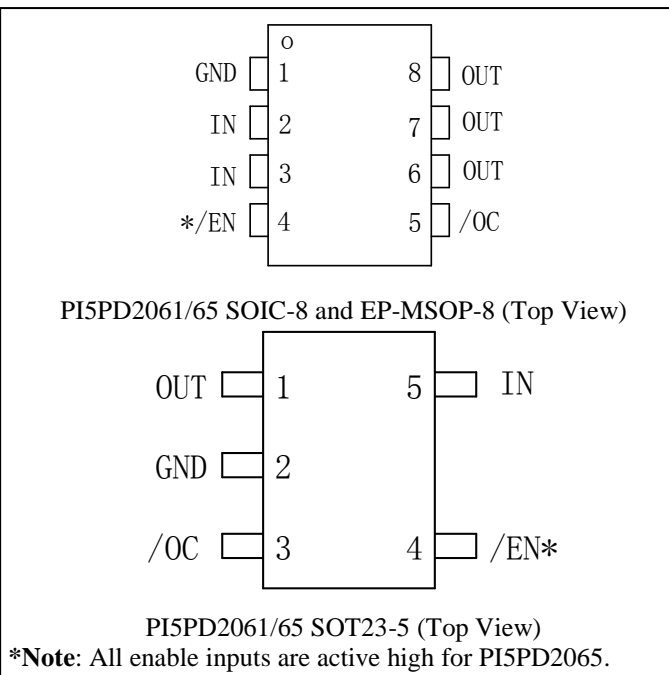 o
GND 1 8 OUT
IN 2 7 OUT
IN 3 6 OUT
*/EN 4 5 /OC
PI5PD2061/65 SOIC-8 and EP-MSOP-8 (Top View)
OUT 1 5 IN
GND 2
/OC 3 4 /EN*
PI5PD2061/65 SOT23-5 (Top View)
*Note: All enable inputs are active high for PI5PD2065.